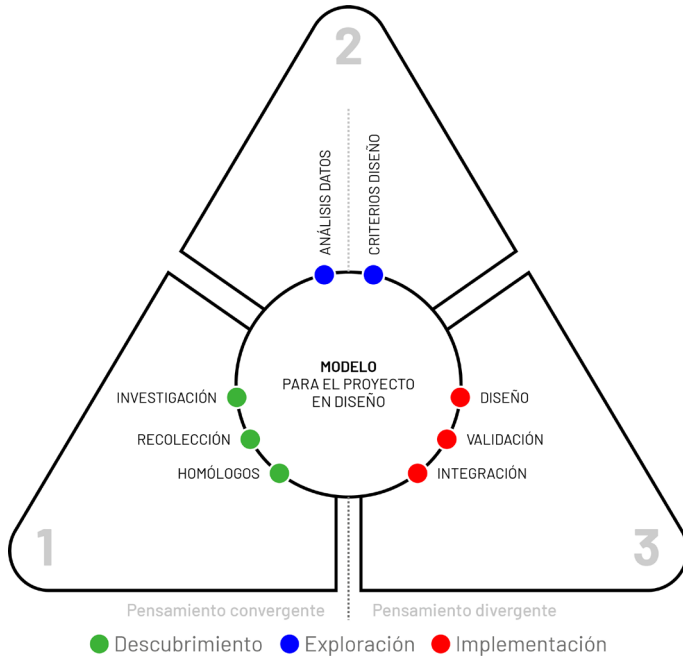 2
ANÁLISIS DATOS
CRITERIOS DISEÑO
MODELO
PARA EL PROYECTO
EN DISEÑO
INVESTIGACIÓN
DISEÑO
RECOLECCIÓN
VALIDACIÓN
HOMÓLOGOS
INTEGRACIÓN
1
3
Pensamiento convergente
Pensamiento divergente
Descubrimiento
Exploración
Implementación